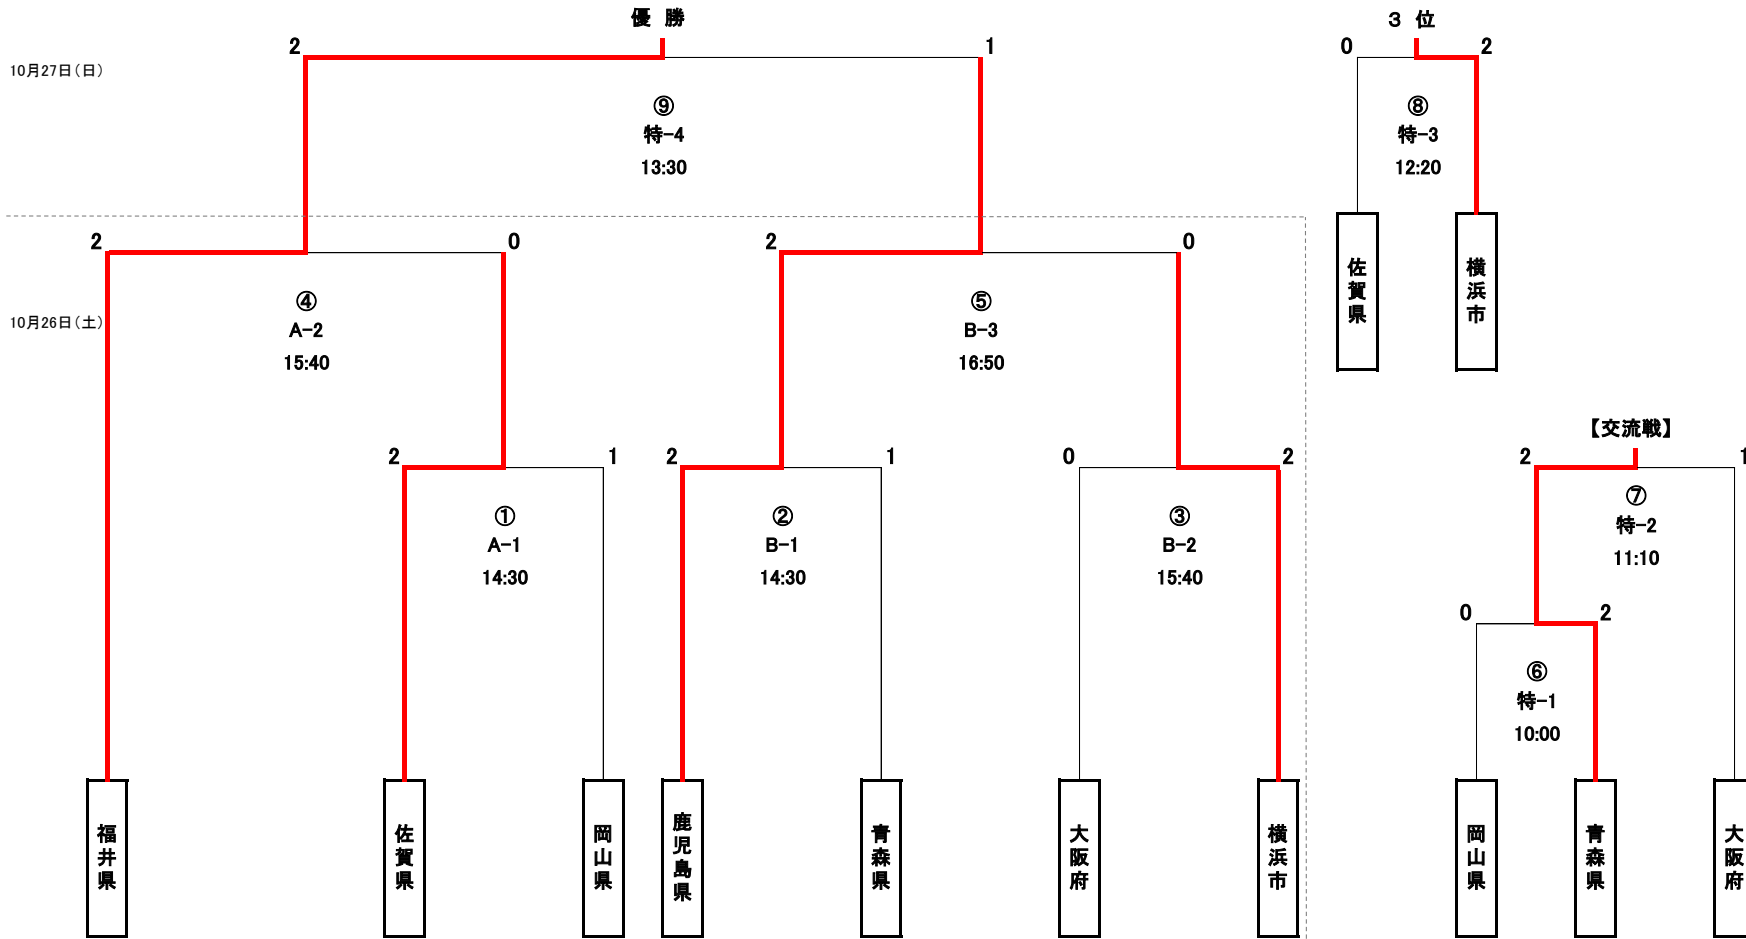 優 勝
3 位
2
1
0
2
10月27日(日)
⑨
特-4
13:30
⑧
特-3
12:20
2
0
2
0
佐賀県
横浜市
10月26日(土)
④
A-2
15:40
⑤
B-3
16:50
【交流戦】
2
1
2
1
0
2
2
1
①
A-1
14:30
②
B-1
14:30
③
B-2
15:40
⑦
特-2
11:10
0
2
⑥
特-1
10:00
福井県
佐賀県
岡山県
鹿児島県
青森県
大阪府
横浜市
岡山県
青森県
大阪府